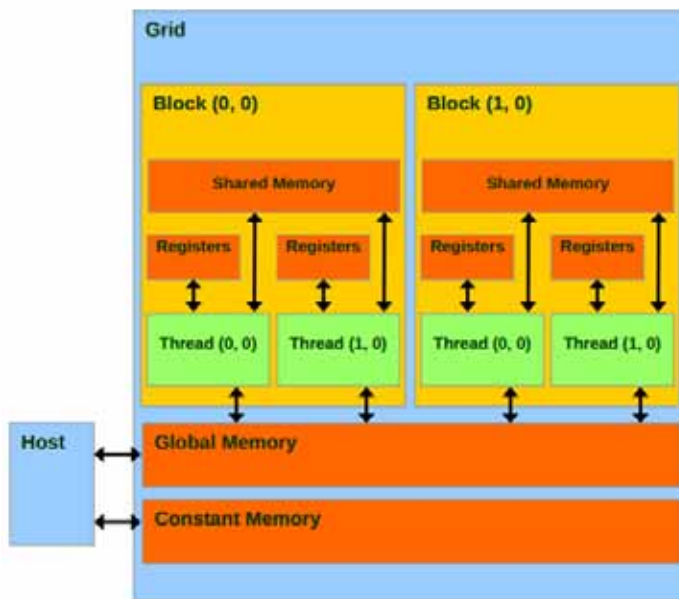 Grid
Block (0, 0)
Block (1, 0)
Shared Memory
Shared Memory
Registers
Registers
Registers
Registers
Thread (0, 0)
Thread (1, 0)
Thread (0, 0)
Thread (1, 0)
Host
Global Memory
Constant Memory